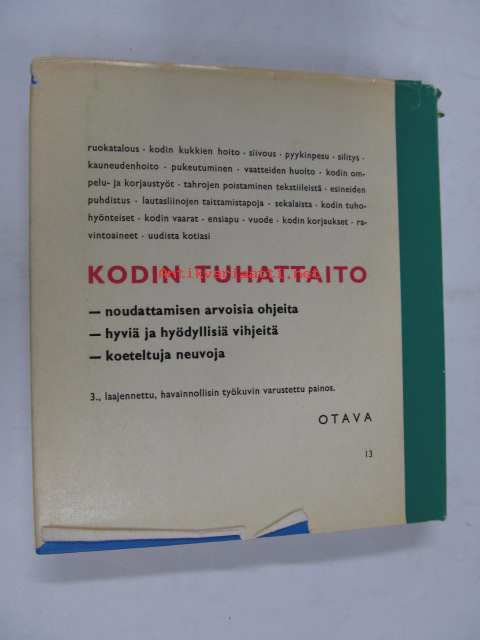 ruokatalous · kodin kukkien hoito · siivous · pyykinpesu · silitys ·
kauneudenhoito · pukeutuminen · vaatteiden huolto · kodin om-
pelu- ja korjaustyöt · tahrojen poistaminen tekstiileistä · esineiden
puhdistus · lautasliinojen taittamistapoja · sekalaista · kodin tuho-
hyönteiset · kodin vaarat · ensiapu · vuode · kodin korjaukset · ra-
vintoaineet · uudista kotiasi
KODIN TUHATTAITO
Antikvariaatti.net
— noudattamisen arvoisia ohjeita
— hyviä ja hyödyllisiä vihjeitä
— koeteltuja neuvoja
3., laajennettu, havainnollisin työkuvin varustettu painos.
OTAVA
13